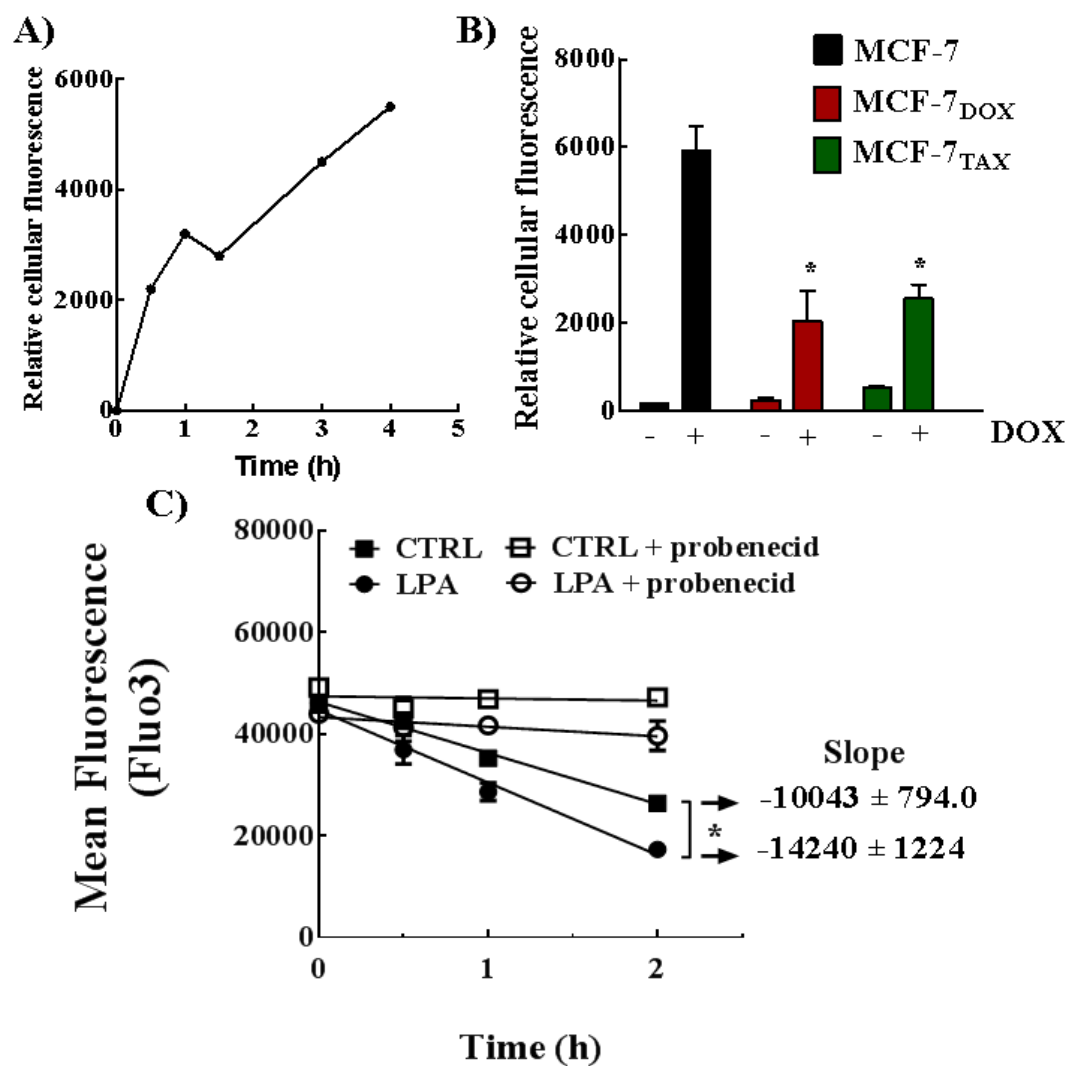 A)
Relative cellular fluorescence
6000
4000
2000
0
0 1 2 3 4 5
Time (h)
B)
Relative cellular fluorescence
8000
6000
4000
2000
0
MCF-7
MCF-7DOX
MCF-7TAX
* *
- + - + - + DOX
C)
Mean Fluorescence
(Fluo3)
80000
60000
40000
20000
0
CTRL CTRL + probenecid
LPA LPA + probenecid
Slope
-10043 ± 794.0
*
-14240 ± 1224
0 1 2
Time (h)